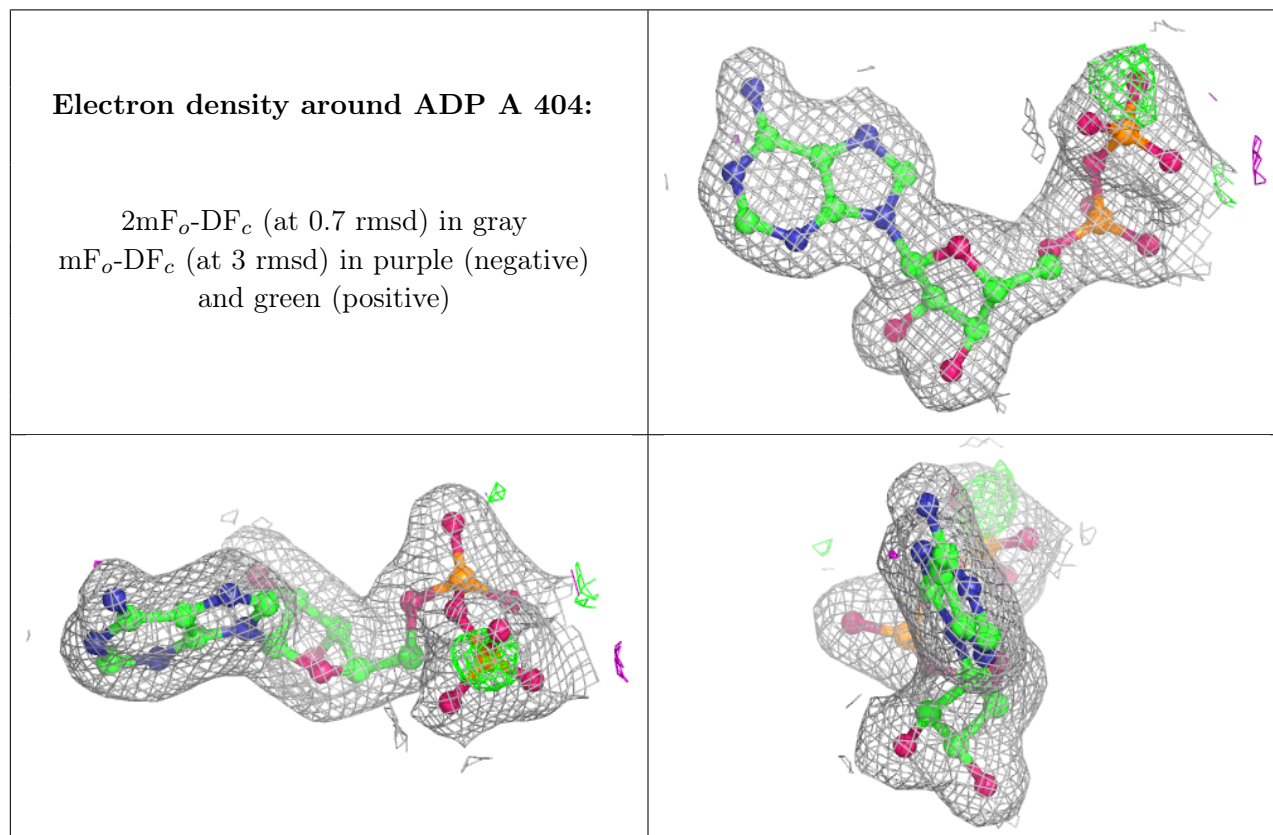 Electron density around ADP A 404:
2mFo-DFc (at 0.7 rmsd) in gray
mFo-DFc (at 3 rmsd) in purple (negative)
and green (positive)